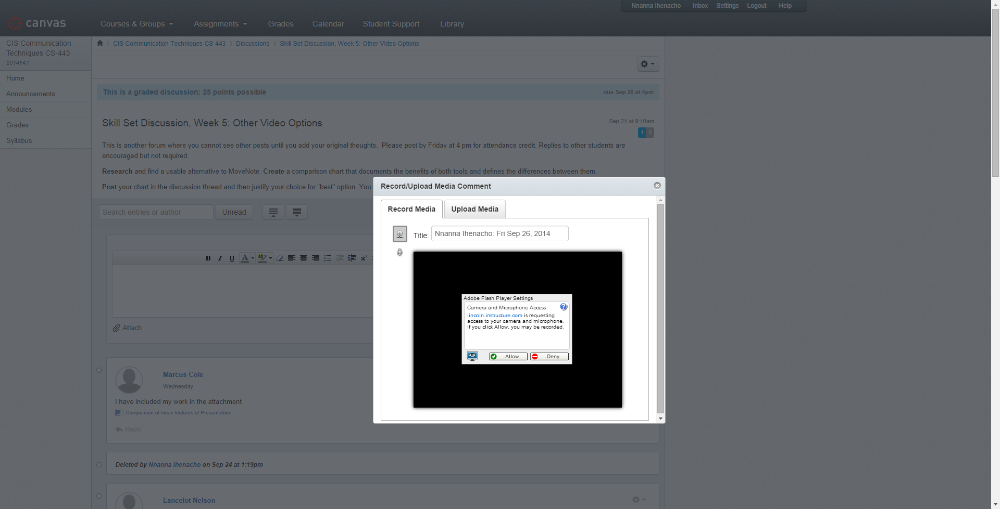 Nnanna Ihenacho Inbox Settings Logout Help
canvas
Courses & Groups Assignments Grades Calendar Student Support Library
CIS Communication
Techniques CS-443
2014FA1
Home
Announcements
Modules
Grades
Syllabus
CIS Communication Techniques CS-443 Discussions Skill Set Discussion, Week 5: Other Video Options
This is a graded discussion: 25 points possible
due Sep 26 at 4pm
Skill Set Discussion, Week 5: Other Video Options
Sep 21 at 9:10am
1 5
This is another forum where you cannot see other posts until you add your original thoughts.  Please post by Friday at 4 pm for attendance credit. Replies to other students are
encouraged but not required.
Research and find a usable alternative to MoveNote. Create a comparison chart that documents the benefits of both tools and defines the differences between them.
Post your chart in the discussion thread and then justify your choice for "best" option. You
Search entries or author Unread
B I U A ab x²
Attach
Marcus Cole
Wednesday
I have included my work in the attachment
Comparison of basic features of Present.docx
Reply
Deleted by Nnanna Ihenacho on Sep 24 at 1:19pm
Lancelot Nelson
Record/Upload Media Comment
Record Media Upload Media
Title: Nnanna Ihenacho: Fri Sep 26, 2014
Adobe Flash Player Settings
Camera and Microphone Access ?
lincoln.instructure.com is requesting
access to your camera and microphone.
If you click Allow, you may be recorded.
Allow Deny